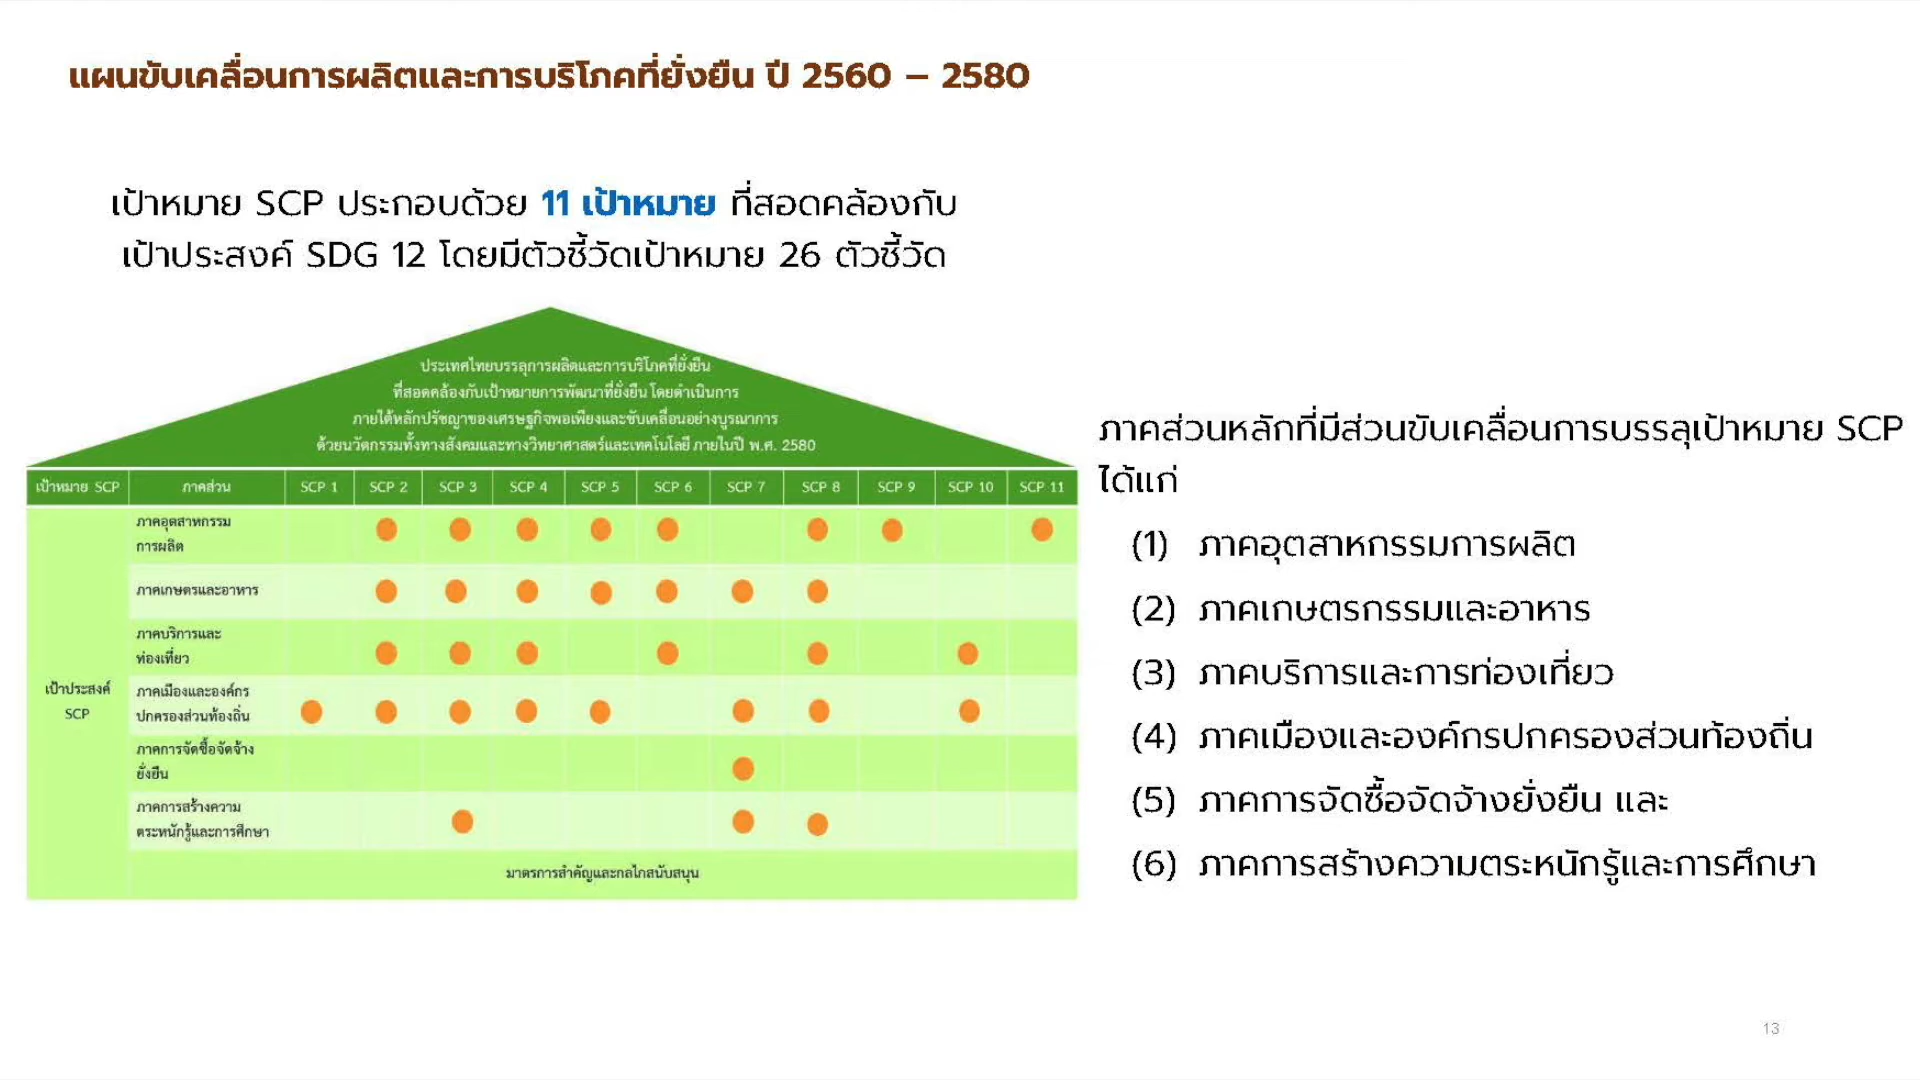 แผนขับเคลื่อนการผลิตและการบริโภคที่ยั่งยืน ปี 2560 – 2580
เป้าหมาย SCP ประกอบด้วย 11 เป้าหมาย ที่สอดคล้องกับ
เป้าประสงค์ SDG 12 โดยมีตัวชี้วัดเป้าหมาย 26 ตัวชี้วัด
ประเทศไทยบรรลุการผลิตและการบริโภคที่ยั่งยืน
ที่สอดคล้องกับเป้าหมายการพัฒนาที่ยั่งยืน โดยดำเนินการ
ภายใต้หลักปรัชญาของเศรษฐกิจพอเพียงและขับเคลื่อนอย่างบูรณาการ
ด้วยนวัตกรรมทั้งทางสังคมและทางวิทยาศาสตร์และเทคโนโลยี ภายในปี พ.ศ. 2580
เป้าหมาย SCP ภาคส่วน SCP 1 SCP 2 SCP 3 SCP 4 SCP 5 SCP 6 SCP 7 SCP 8 SCP 9 SCP 10 SCP 11
เป้าประสงค์
SCP
ภาคอุตสาหกรรม
การผลิต
ภาคเกษตรและอาหาร
ภาคบริการและ
ท่องเที่ยว
ภาคเมืองและองค์กร
ปกครองส่วนท้องถิ่น
ภาคการจัดซื้อจัดจ้าง
ยั่งยืน
ภาคการสร้างความ
ตระหนักรู้และการศึกษา
มาตรการสำคัญและกลไกสนับสนุน
ภาคส่วนหลักที่มีส่วนขับเคลื่อนการบรรลุเป้าหมาย SCP
ได้แก่
(1) ภาคอุตสาหกรรมการผลิต
(2) ภาคเกษตรกรรมและอาหาร
(3) ภาคบริการและการท่องเที่ยว
(4) ภาคเมืองและองค์กรปกครองส่วนท้องถิ่น
(5) ภาคการจัดซื้อจัดจ้างยั่งยืน และ
(6) ภาคการสร้างความตระหนักรู้และการศึกษา
13